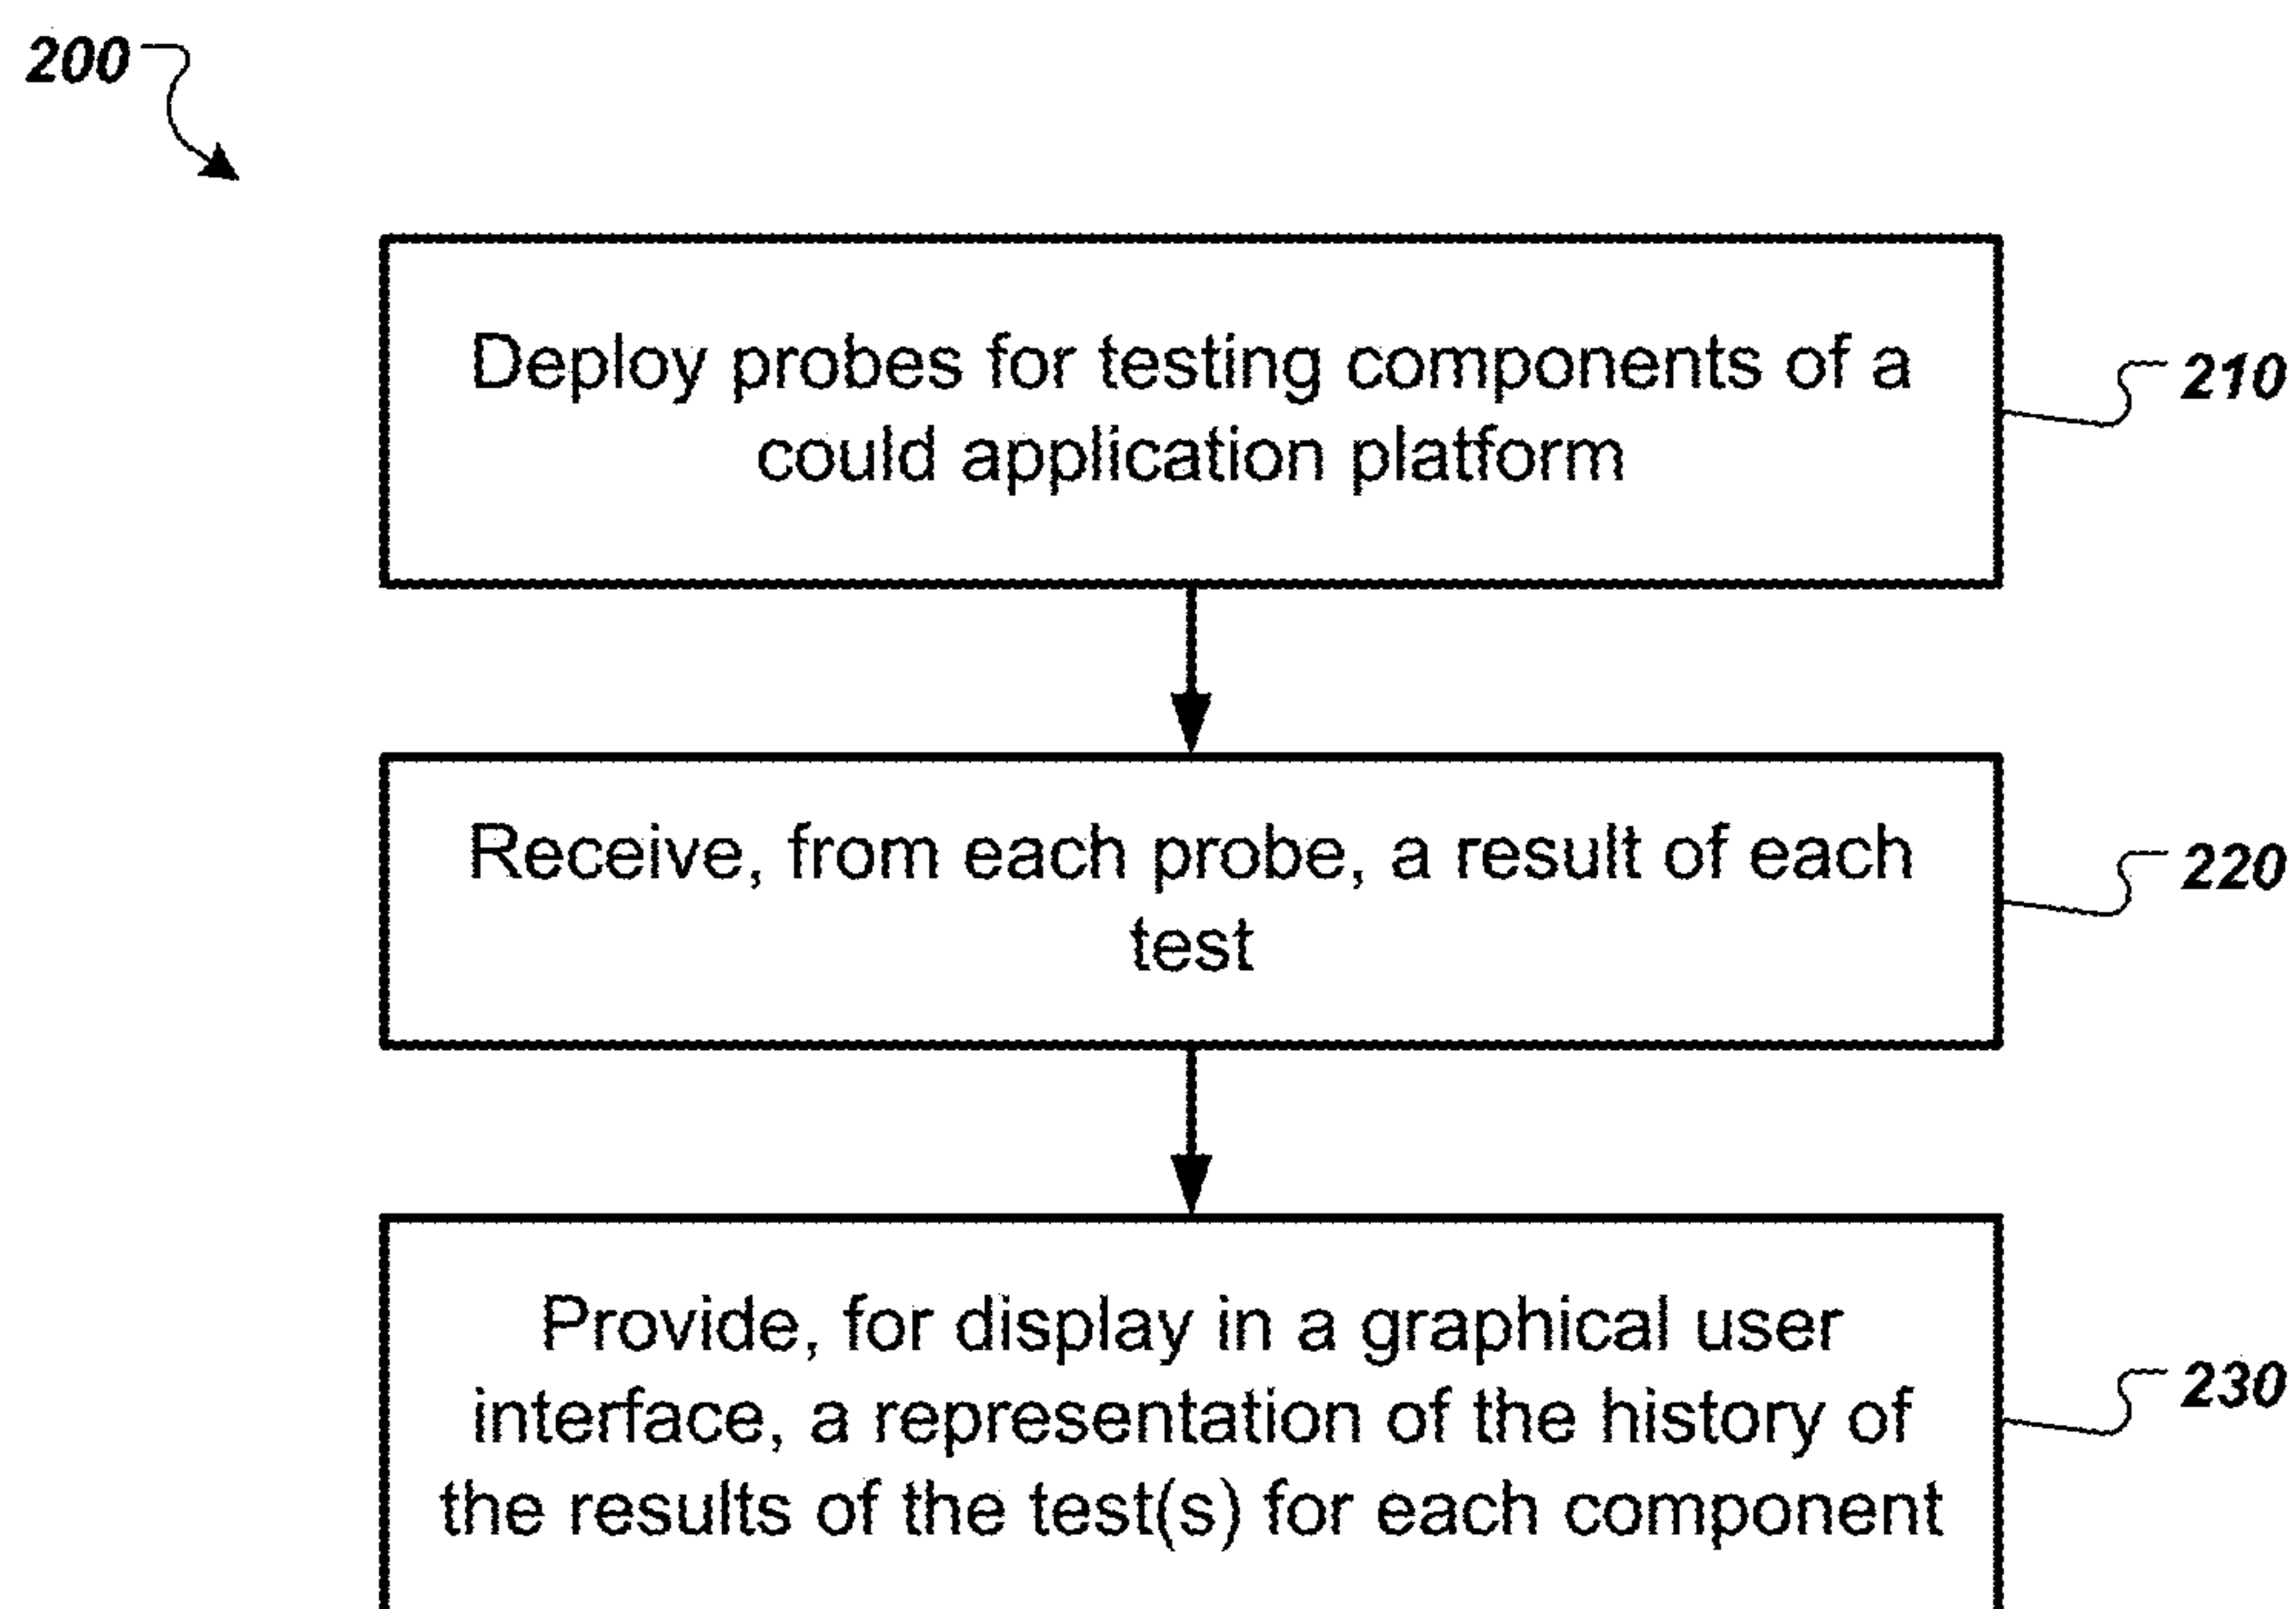 200
Deploy probes for testing components of a
could application platform
210
Receive, from each probe, a result of each
test
220
Provide, for display in a graphical user
interface, a representation of the history of
the results of the test(s) for each component
230